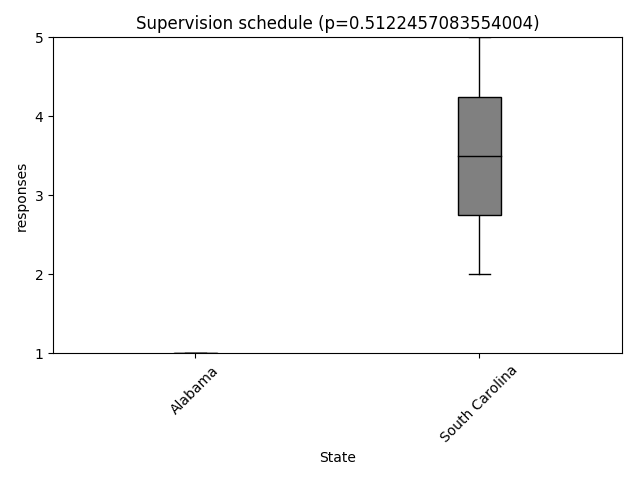 Supervision schedule (p=0.5122457083554004)
5
4
3
2
1
responses
Alabama
South Carolina
State